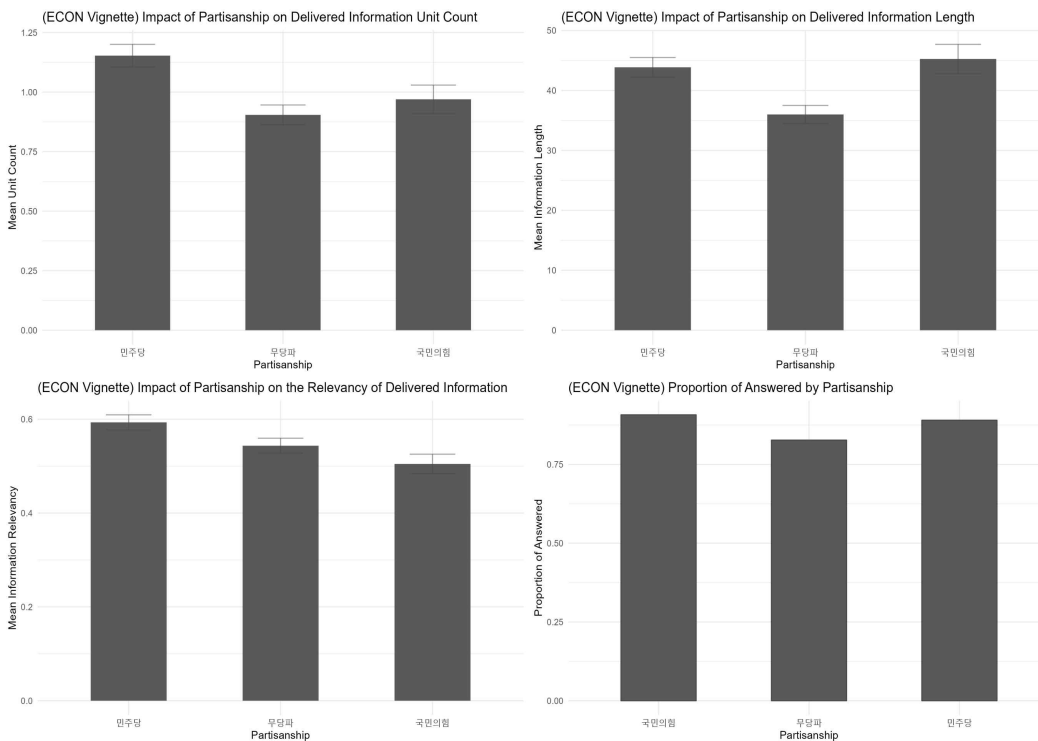 (ECON Vignette) Impact of Partisanship on Delivered Information Unit Count
1.25
1.00
0.75
0.50
0.25
0.00
Mean Unit Count
민주당 무당파 국민의힘
Partisanship
(ECON Vignette) Impact of Partisanship on Delivered Information Length
50
40
30
20
10
0
Mean Information Length
민주당 무당파 국민의힘
Partisanship
(ECON Vignette) Impact of Partisanship on the Relevancy of Delivered Information
0.6
0.4
0.2
0.0
Mean Information Relevancy
민주당 무당파 국민의힘
Partisanship
(ECON Vignette) Proportion of Answered by Partisanship
0.75
0.50
0.25
0.00
Proportion of Answered
국민의힘 무당파 민주당
Partisanship